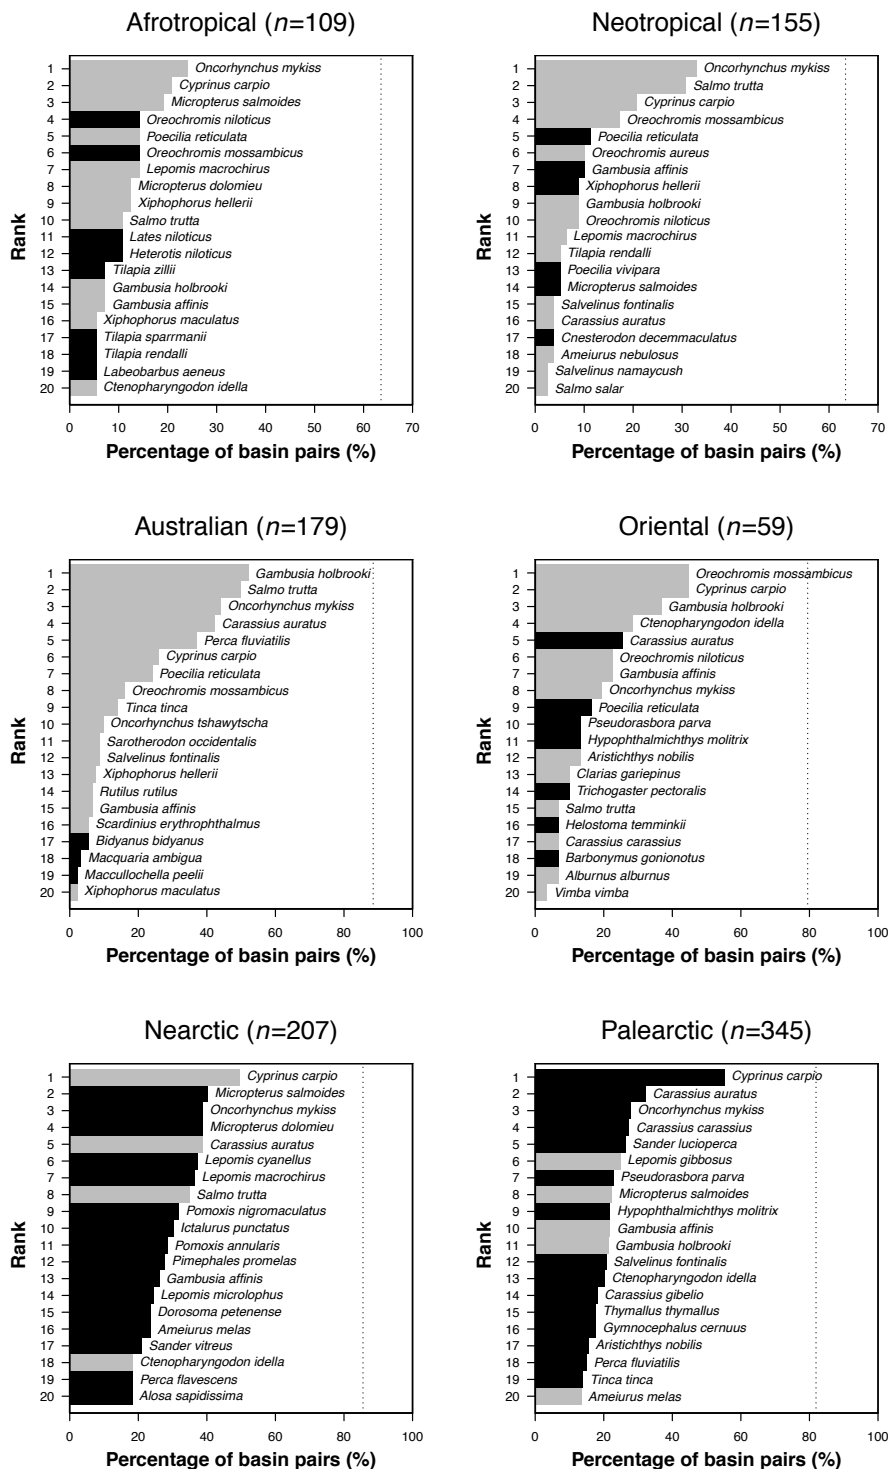 Afrotropical (n=109)
Rank
1 Oncorhynchus mykiss
2 Cyprinus carpio
3 Micropterus salmoides
4 Oreochromis niloticus
5 Poecilia reticulata
6 Oreochromis mossambicus
7 Lepomis macrochirus
8 Micropterus dolomieu
9 Xiphophorus hellerii
10 Salmo trutta
11 Lates niloticus
12 Heterotis niloticus
13 Tilapia zillii
14 Gambusia holbrooki
15 Gambusia affinis
16 Xiphophorus maculatus
17 Tilapia sparrmanii
18 Tilapia rendalli
19 Labeobarbus aeneus
20 Ctenopharyngodon idella
0 10 20 30 40 50 60 70
Percentage of basin pairs (%)
Neotropical (n=155)
Rank
1 Oncorhynchus mykiss
2 Salmo trutta
3 Cyprinus carpio
4 Oreochromis mossambicus
5 Poecilia reticulata
6 Oreochromis aureus
7 Gambusia affinis
8 Xiphophorus hellerii
9 Gambusia holbrooki
10 Oreochromis niloticus
11 Lepomis macrochirus
12 Tilapia rendalli
13 Poecilia vivipara
14 Micropterus salmoides
15 Salvelinus fontinalis
16 Carassius auratus
17 Cnesterodon decemmaculatus
18 Ameiurus nebulosus
19 Salvelinus namaycush
20 Salmo salar
0 10 20 30 40 50 60 70
Percentage of basin pairs (%)
Australian (n=179)
Rank
1 Gambusia holbrooki
2 Salmo trutta
3 Oncorhynchus mykiss
4 Carassius auratus
5 Perca fluviatilis
6 Cyprinus carpio
7 Poecilia reticulata
8 Oreochromis mossambicus
9 Tinca tinca
10 Oncorhynchus tshawytscha
11 Sarotherodon occidentalis
12 Salvelinus fontinalis
13 Xiphophorus hellerii
14 Rutilus rutilus
15 Gambusia affinis
16 Scardinius erythrophthalmus
17 Bidyanus bidyanus
18 Macquaria ambigua
19 Maccullochella peelii
20 Xiphophorus maculatus
0 20 40 60 80 100
Percentage of basin pairs (%)
Oriental (n=59)
Rank
1 Oreochromis mossambicus
2 Cyprinus carpio
3 Gambusia holbrooki
4 Ctenopharyngodon idella
5 Carassius auratus
6 Oreochromis niloticus
7 Gambusia affinis
8 Oncorhynchus mykiss
9 Poecilia reticulata
10 Pseudorasbora parva
11 Hypophthalmichthys molitrix
12 Aristichthys nobilis
13 Clarias gariepinus
14 Trichogaster pectoralis
15 Salmo trutta
16 Helostoma temminkii
17 Carassius carassius
18 Barbonymus gonionotus
19 Alburnus alburnus
20 Vimba vimba
0 20 40 60 80 100
Percentage of basin pairs (%)
Nearctic (n=207)
Rank
1 Cyprinus carpio
2 Micropterus salmoides
3 Oncorhynchus mykiss
4 Micropterus dolomieu
5 Carassius auratus
6 Lepomis cyanellus
7 Lepomis macrochirus
8 Salmo trutta
9 Pomoxis nigromaculatus
10 Ictalurus punctatus
11 Pomoxis annularis
12 Pimephales promelas
13 Gambusia affinis
14 Lepomis microlophus
15 Dorosoma petenense
16 Ameiurus melas
17 Sander vitreus
18 Ctenopharyngodon idella
19 Perca flavescens
20 Alosa sapidissima
0 20 40 60 80 100
Percentage of basin pairs (%)
Palearctic (n=345)
Rank
1 Cyprinus carpio
2 Carassius auratus
3 Oncorhynchus mykiss
4 Carassius carassius
5 Sander lucioperca
6 Lepomis gibbosus
7 Pseudorasbora parva
8 Micropterus salmoides
9 Hypophthalmichthys molitrix
10 Gambusia affinis
11 Gambusia holbrooki
12 Salvelinus fontinalis
13 Ctenopharyngodon idella
14 Carassius gibelio
15 Thymallus thymallus
16 Gymnocephalus cernuus
17 Aristichthys nobilis
18 Perca fluviatilis
19 Tinca tinca
20 Ameiurus melas
0 20 40 60 80 100
Percentage of basin pairs (%)